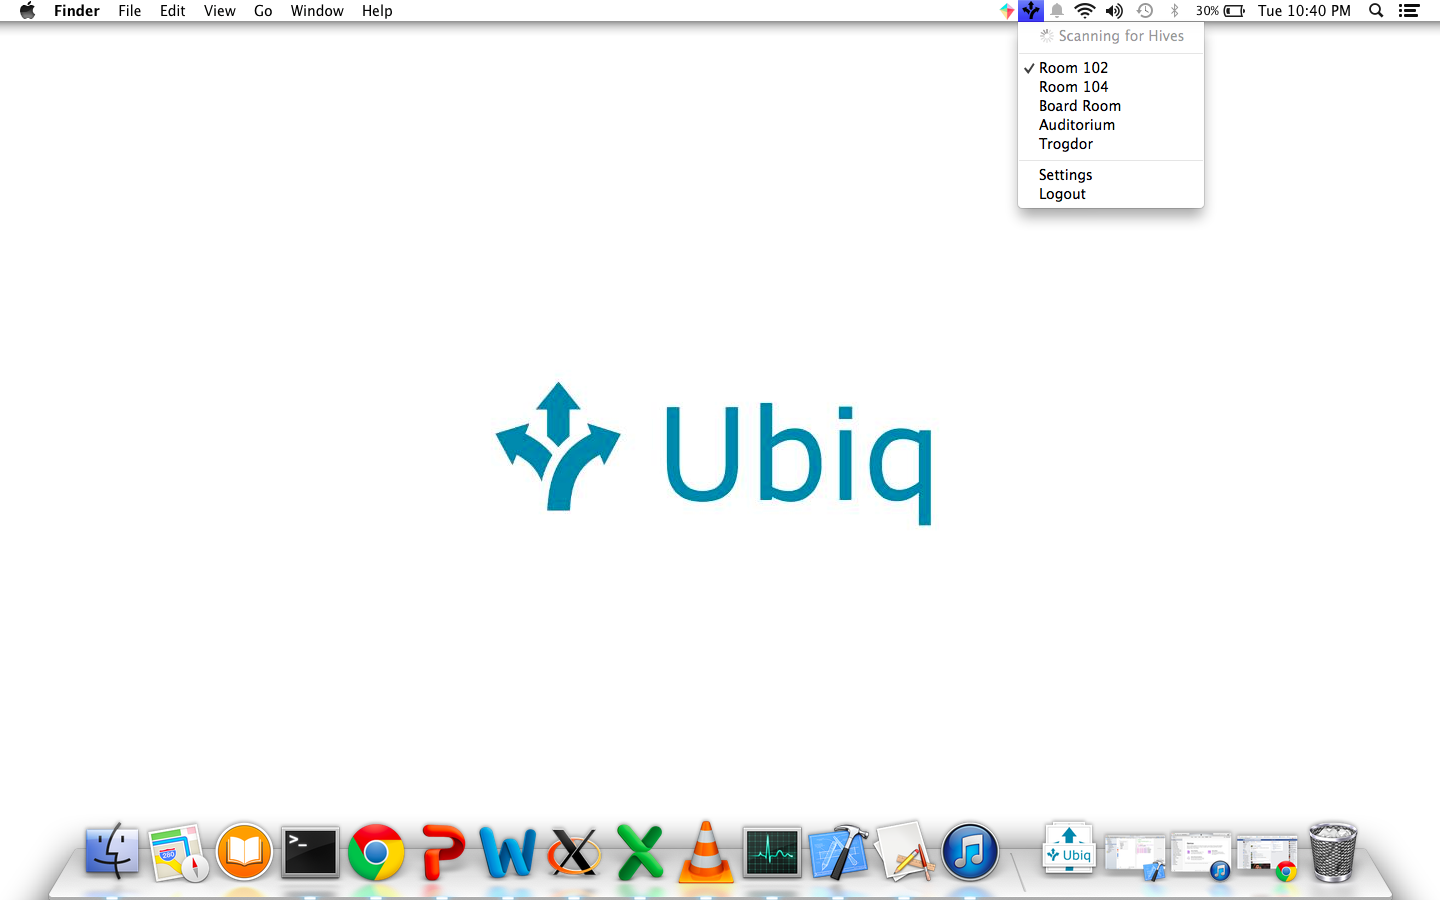 Finder File Edit View Go Window Help 30% Tue 10:40 PM
Scanning for Hives
Room 102
Room 104
Board Room
Auditorium
Trogdor
Settings
Logout
Ubiq
>_
Ubiq